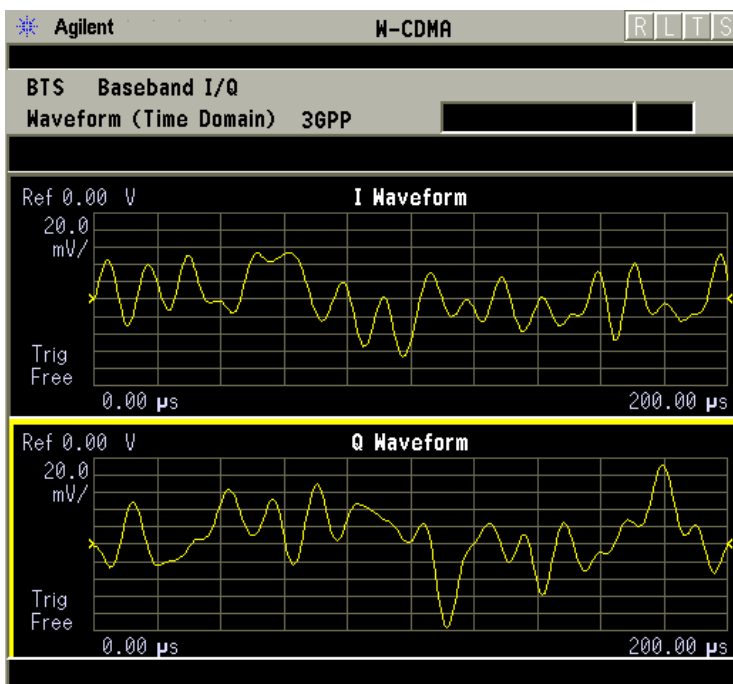 Agilent W-CDMA R L T S
BTS Baseband I/Q
Waveform (Time Domain) 3GPP
Ref 0.00 V I Waveform
20.0
mV/
Trig
Free
0.00 µs 200.00 µs
Ref 0.00 V Q Waveform
20.0
mV/
Trig
Free
0.00 µs 200.00 µs